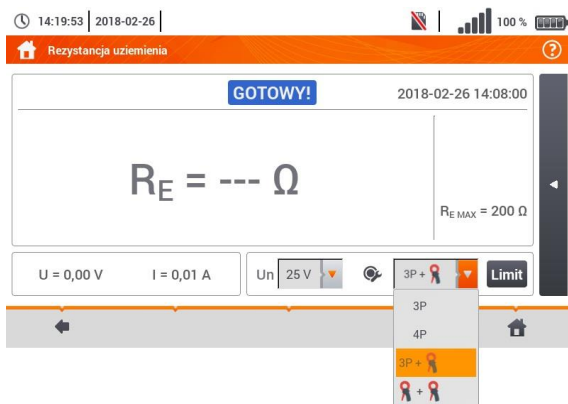 14:19:53 2018-02-26 100 %
Rezystancja uziemienia ?
GOTOWY! 2018-02-26 14:08:00
RE = --- Ω
RE MAX = 200 Ω
U = 0,00 V I = 0,01 A Un 25 V 3P + Limit
3P
4P
3P +
+